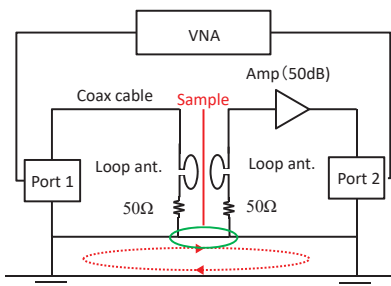 VNA
Amp（50dB）
Coax cable
Sample
Loop ant.
Loop ant.
Port 1
Port 2
50Ω
50Ω